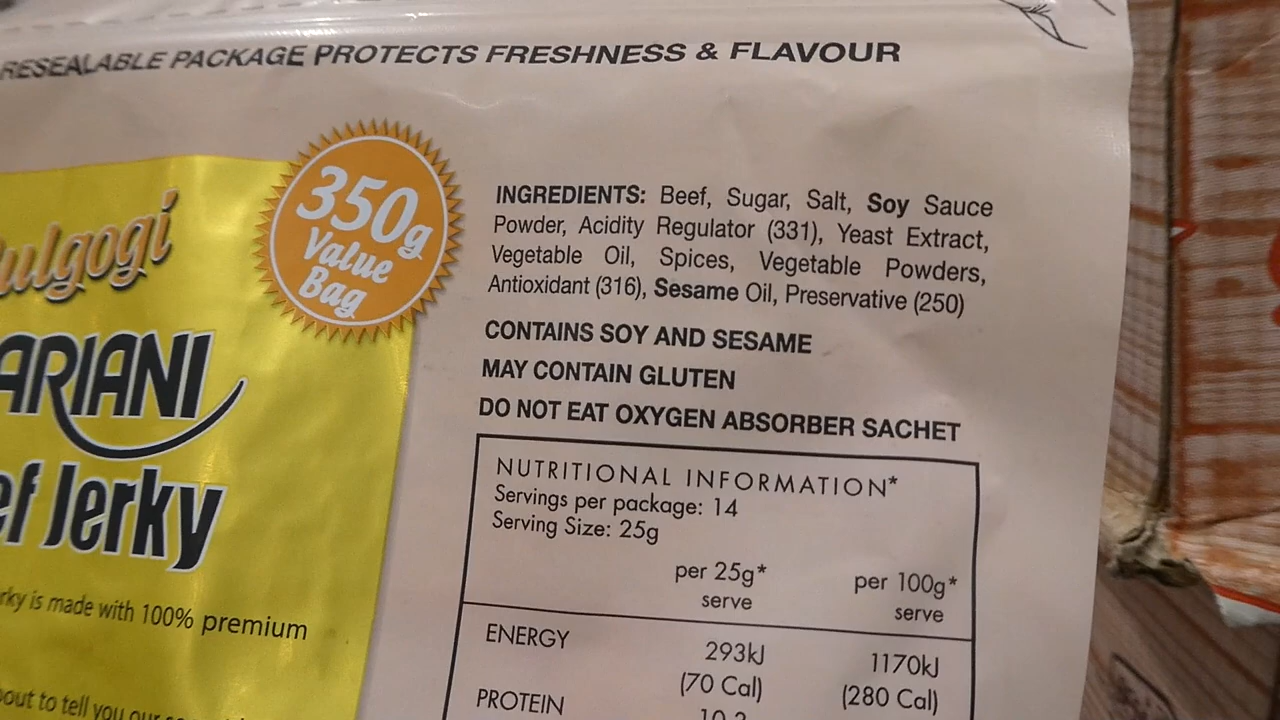 RESEALABLE PACKAGE PROTECTS FRESHNESS & FLAVOUR
350g
Value
Bag
ulgogi
ARIANI
ef Jerky
rky is made with 100% premium
out to tell you our
INGREDIENTS: Beef, Sugar, Salt, Soy Sauce
Powder, Acidity Regulator (331), Yeast Extract,
Vegetable Oil, Spices, Vegetable Powders,
Antioxidant (316), Sesame Oil, Preservative (250)
CONTAINS SOY AND SESAME
MAY CONTAIN GLUTEN
DO NOT EAT OXYGEN ABSORBER SACHET
NUTRITIONAL INFORMATION*
Servings per package: 14
Serving Size: 25g
per 25g* per 100g*
serve serve
ENERGY 293kJ 1170kJ
(70 Cal) (280 Cal)
PROTEIN